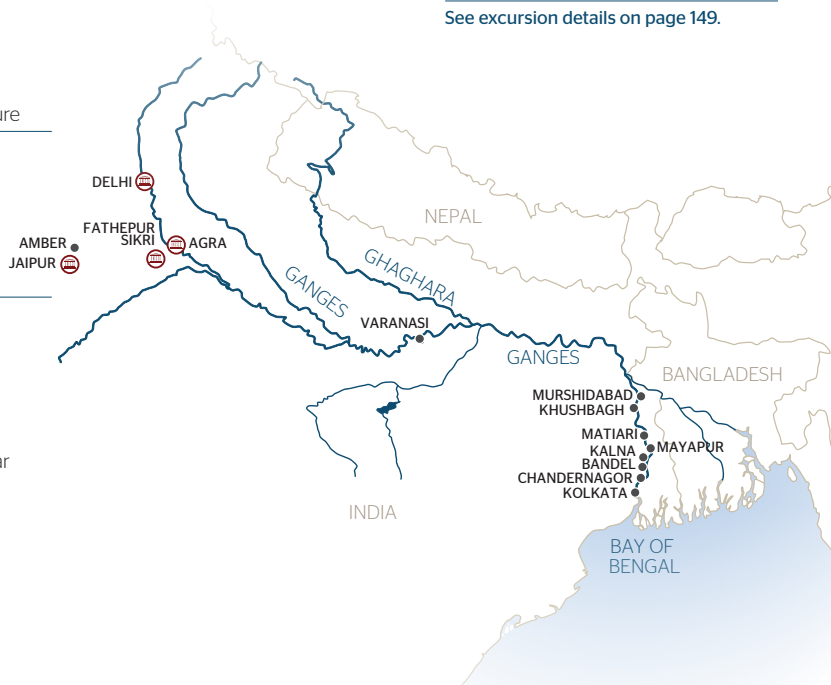 See excursion details on page 149.
ure
DELHI
NEPAL
FATHEPUR
SIKRI
AGRA
AMBER
JAIPUR
GHAGHARA
GANGES
VARANASI
GANGES
BANGLADESH
MURSHIDABAD
KHUSHBAGH
MATIARI
MAYAPUR
KALNA
BANDEL
ar
CHANDERNAGOR
KOLKATA
INDIA
BAY OF
BENGAL